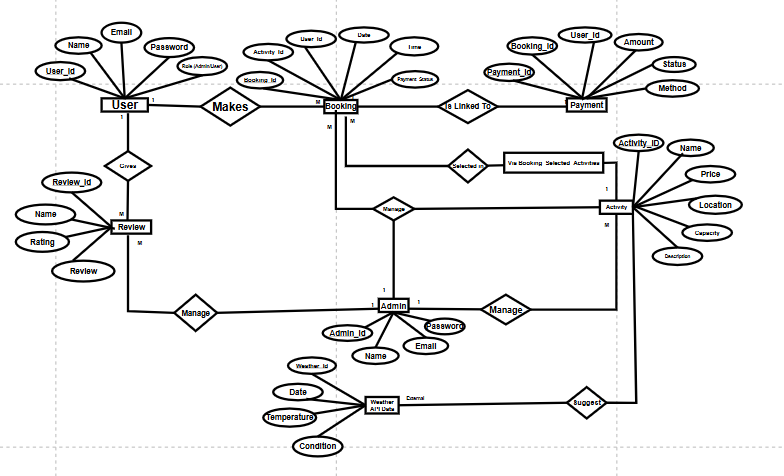 Email
Name
Password
User_Id
Role (Admin/User)
User
1
Makes
Date
User_Id
Activity_Id
Time
Booking_Id
Payment Status
M
Booking
M
M
Is Linked To
User_Id
Booking_Id
Amount
Payment_Id
Status
Method
Payment
1
Gives
Selected in
Via Booking_Selected Activities
Activity_ID
Name
Price
1
Location
Activity
Capacity
M
Description
Review_Id
Name
M
Review
Rating
M
Review
Manage
Manage
1
1
Admin
1
Manage
Admin_Id
Password
Name
Email
Weather_Id
Date
Weather
API Data
External
Suggest
Temperature
Condition